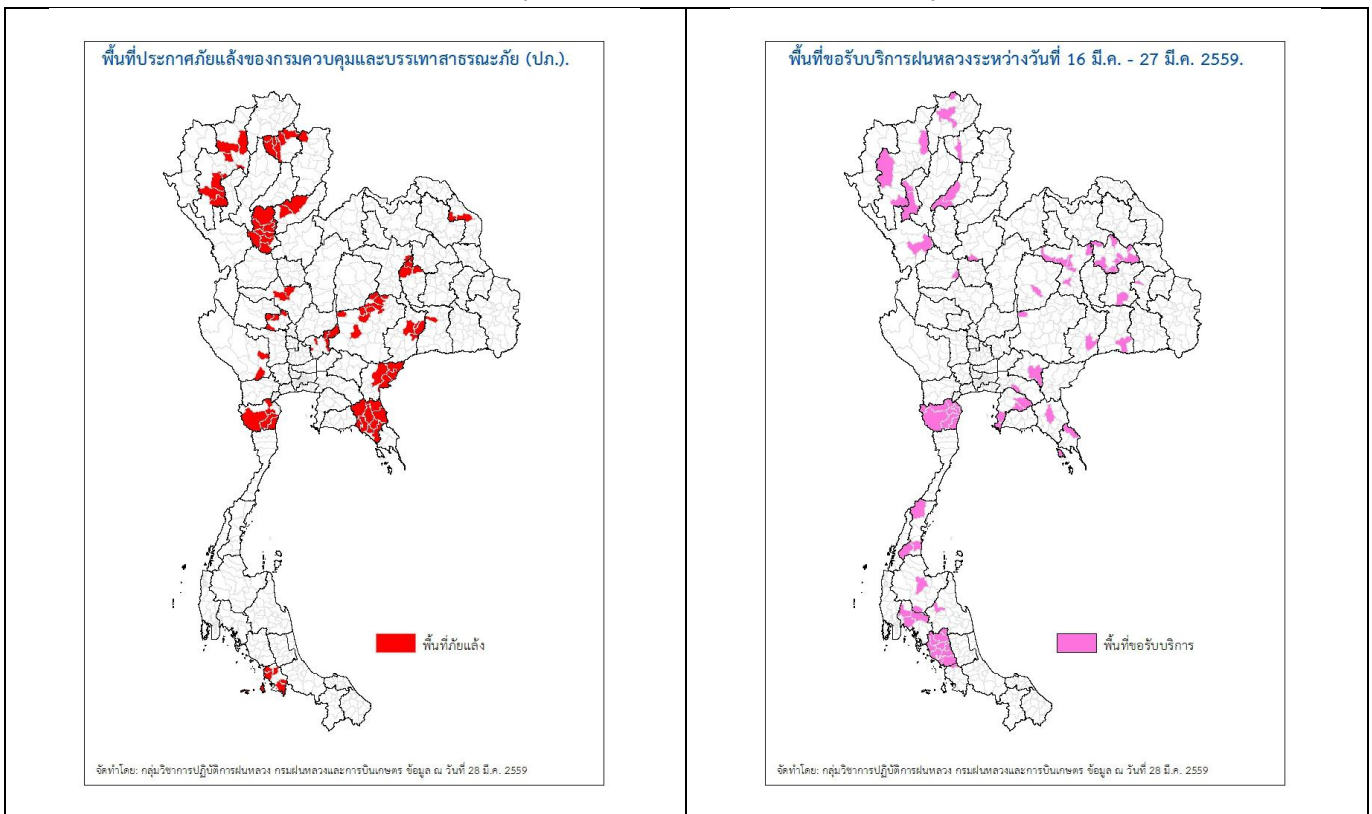 พื้นที่ประกาศภัยแล้งของกรมควบคุมและบรรเทาสาธรณะภัย (ปภ.).
พื้นที่ภัยแล้ง
จัดทำโดย: กลุ่มวิชาการปฏิบัติการฝนหลวง กรมฝนหลวงและการบินเกษตร ข้อมูล ณ วันที่ 28 มี.ค. 2559
พื้นที่ขอรับบริการฝนหลวงระหว่างวันที่ 16 มี.ค. - 27 มี.ค. 2559.
พื้นที่ขอรับบริการ
จัดทำโดย: กลุ่มวิชาการปฏิบัติการฝนหลวง กรมฝนหลวงและการบินเกษตร ข้อมูล ณ วันที่ 28 มี.ค. 2559